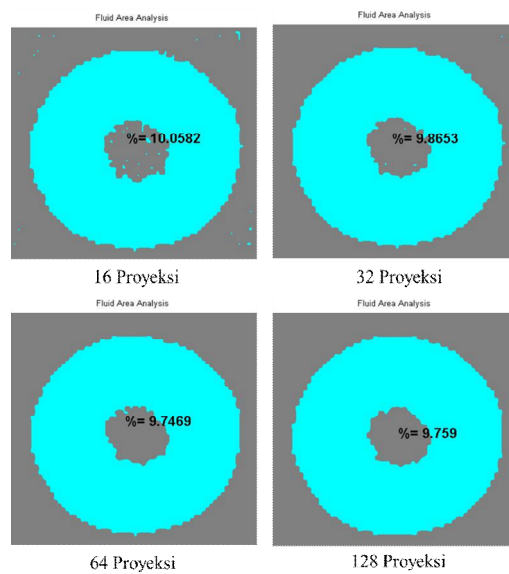 Fluid Area Analysis
%= 10.0582
16 Proyeksi
Fluid Area Analysis
%= 9.8653
32 Proyeksi
Fluid Area Analysis
%= 9.7469
64 Proyeksi
Fluid Area Analysis
%= 9.759
128 Proyeksi